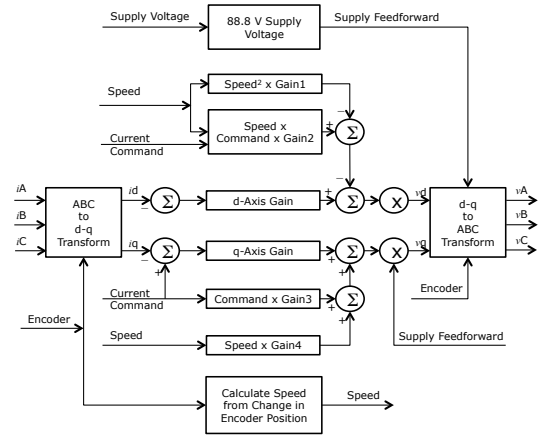 Supply Voltage
88.8 V Supply
Voltage
Supply Feedforward
Speed² x Gain1
−
Speed
Speed x
Command x Gain2
+
−
Σ
Current
Command
−
iA
iB
iC
ABC
to
d-q
Transform
id
−
Σ
d-Axis Gain
+
Σ
x
vd
d-q
to
ABC
Transform
vA
vB
vC
iq
−
Σ
+
q-Axis Gain
+
Σ
+
x
vq
Encoder
Current
Command
Command x Gain3
+
Σ
+
Encoder
Speed
Speed x Gain4
Supply Feedforward
Calculate Speed
from Change in
Encoder Position
Speed